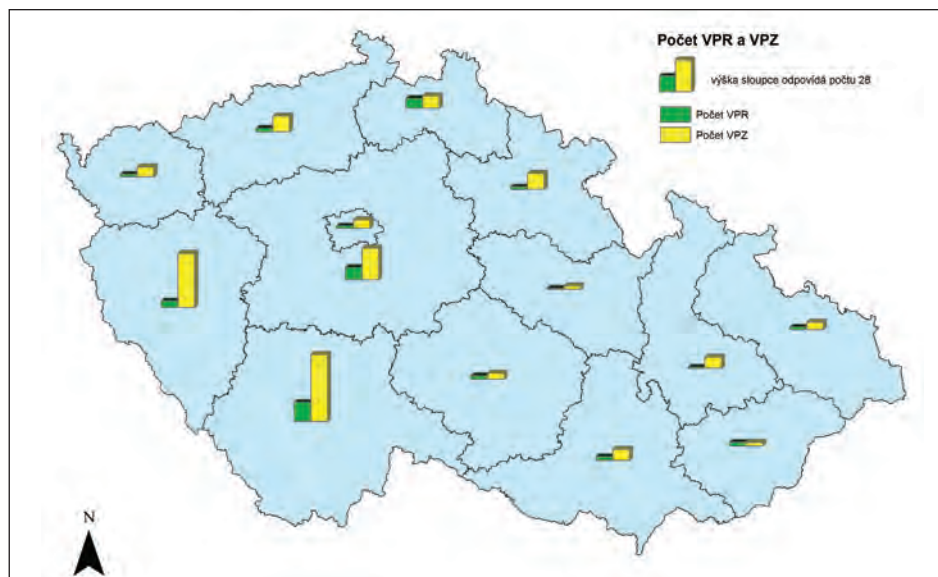 Počet VPR a VPZ
výška sloupce odpovídá počtu 28
Počet VPR
Počet VPZ
N